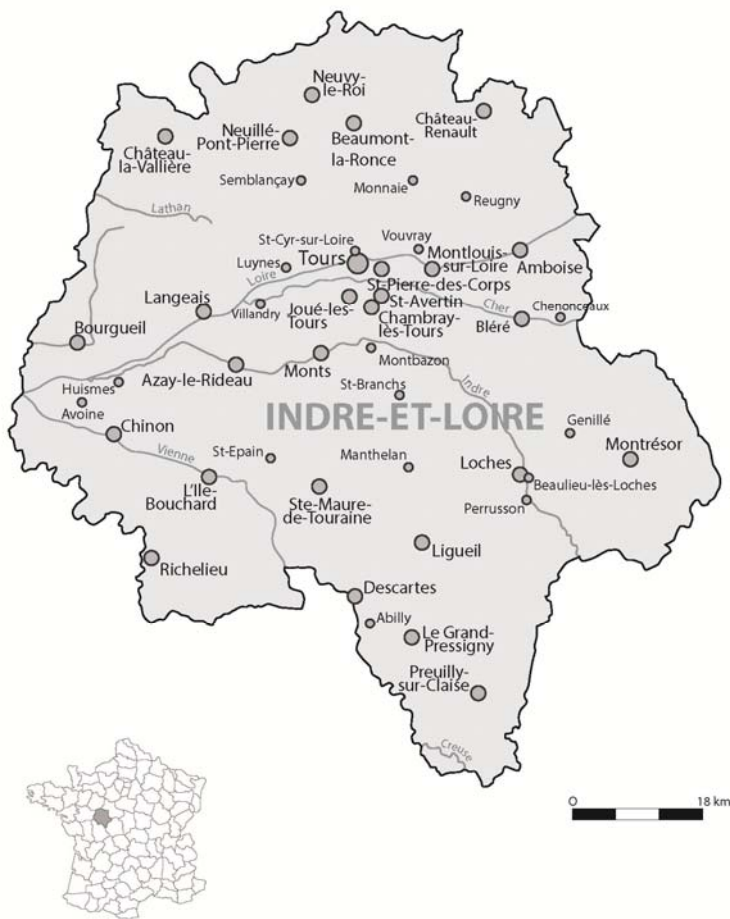 Neuvy-
le-Roi
Château-
Renault
Neuillé-
Pont-Pierre
Beaumont-
la-Ronce
Château-
la-Vallière
Semblançay
Monnaie
Reugny
Lathan
St-Cyr-sur-Loire
Vouvray
Luynes
Tours
Montlouis-
sur-Loire
Amboise
Loire
St-Pierre-des-Corps
Langeais
Villandry
Joué-les-
Tours
St-Avertin
Chambray-
lès-Tours
Cher
Chenonceaux
Bléré
Bourgueil
Montbazon
Monts
Azay-le-Rideau
Huismes
Avoine
St-Branchs
Indre
INDRE-ET-LOIRE
Genillé
Chinon
Vienne
St-Epain
Manthelan
Loches
Montrésor
L'Ile-
Bouchard
Ste-Maure-
de-Touraine
Beaulieu-lès-Loches
Perrusson
Ligueil
Richelieu
Descartes
Abilly
Le Grand-
Pressigny
Preuilly-
sur-Claise
Creuse
0 18 km